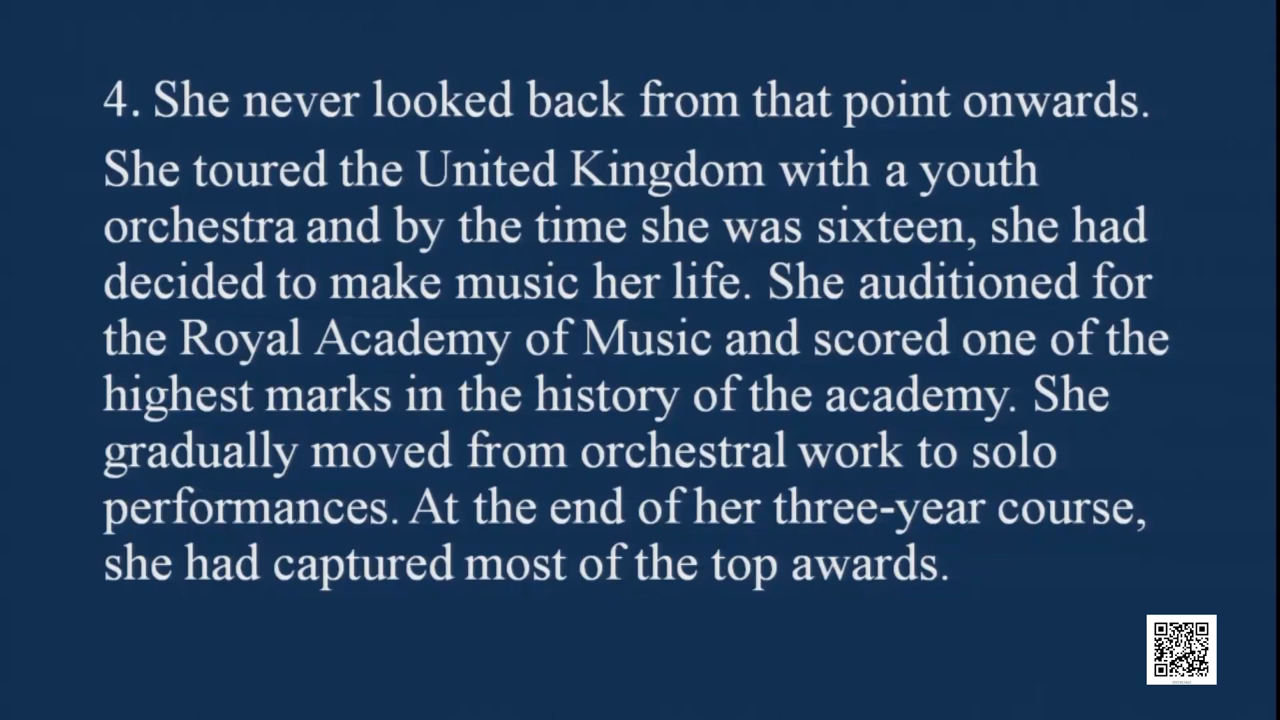 4. She never looked back from that point onwards.
She toured the United Kingdom with a youth
orchestra and by the time she was sixteen, she had
decided to make music her life. She auditioned for
the Royal Academy of Music and scored one of the
highest marks in the history of the academy. She
gradually moved from orchestral work to solo
performances. At the end of her three-year course,
she had captured most of the top awards.